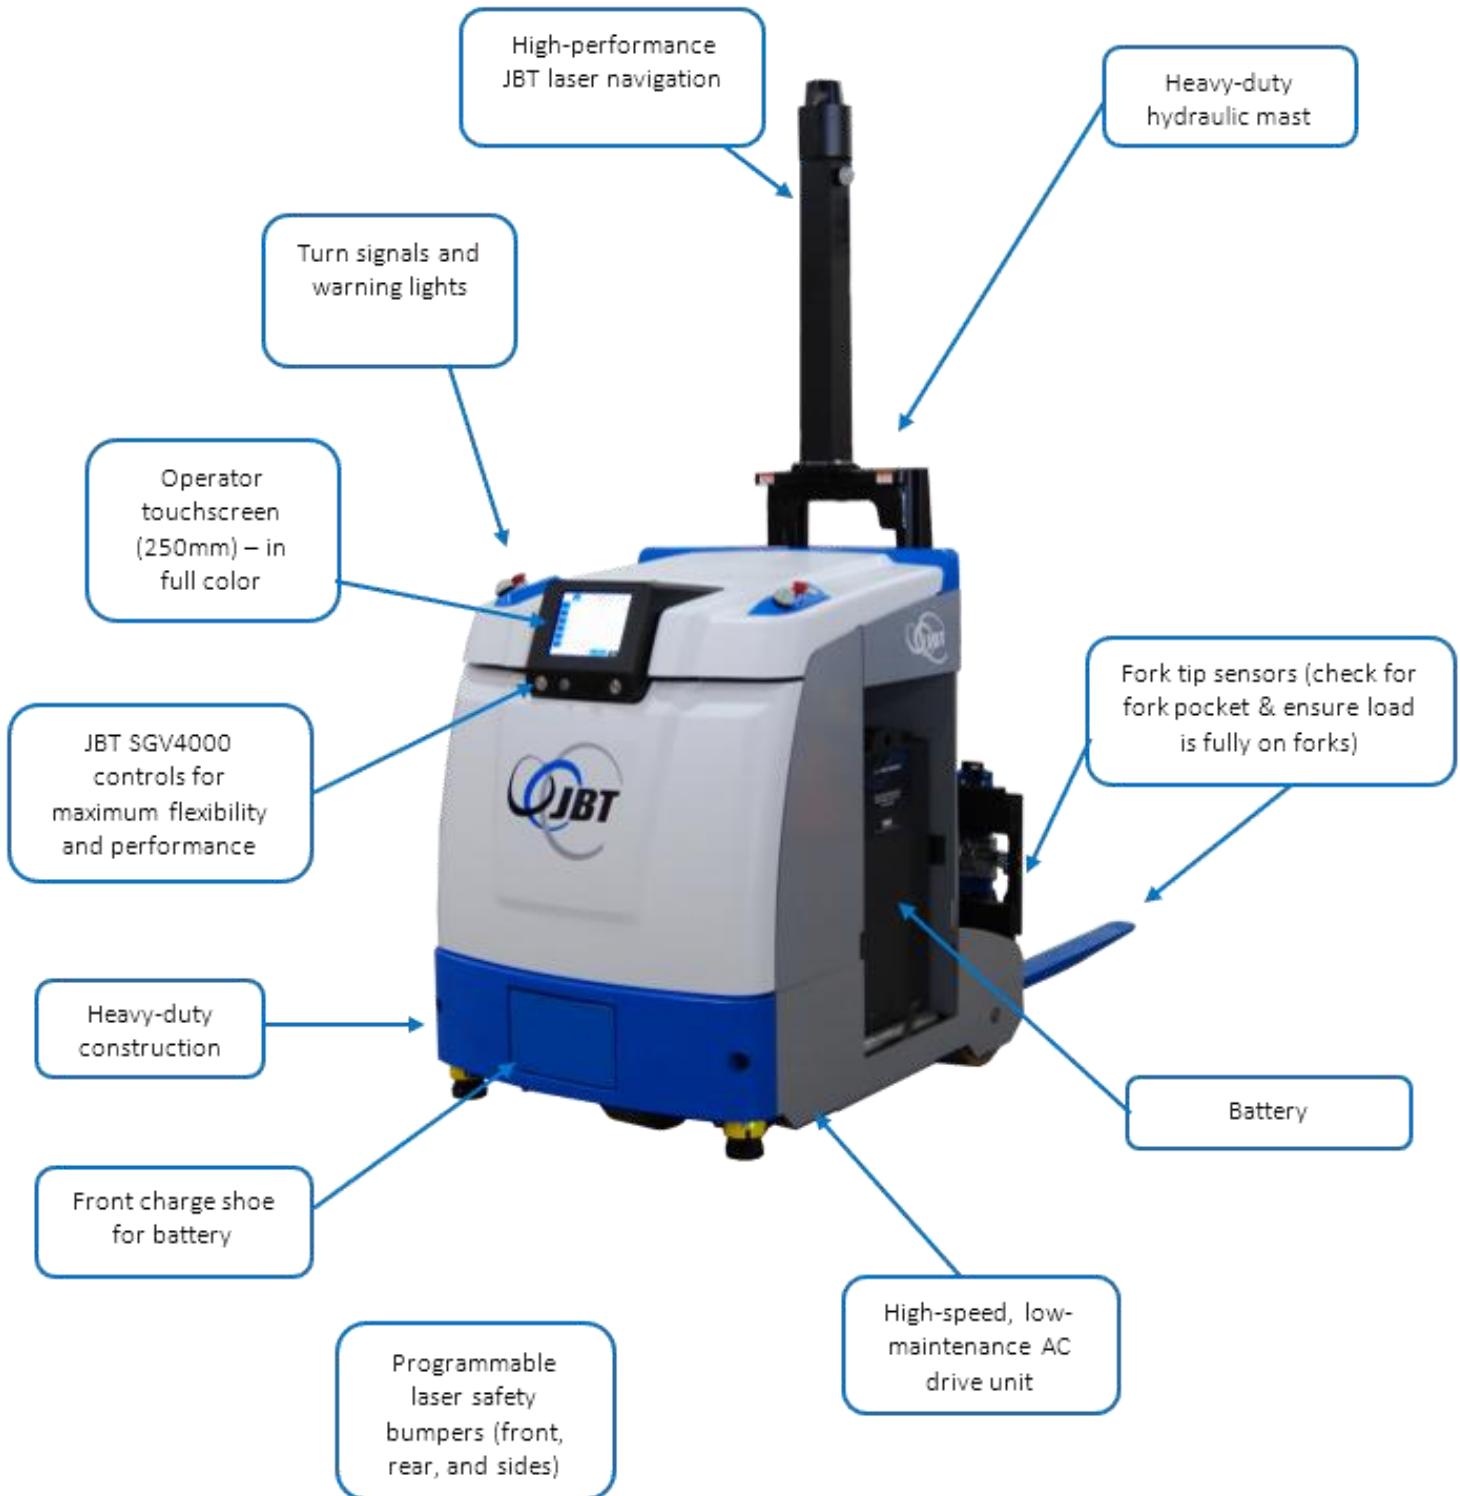 High-performance
JBT laser navigation
Heavy-duty
hydraulic mast
Turn signals and
warning lights
Operator
touchscreen
(250mm) – in
full color
JBT
Fork tip sensors (check for
fork pocket & ensure load
is fully on forks)
JBT SGV4000
controls for
maximum flexibility
and performance
JBT
Heavy-duty
construction
Battery
Front charge shoe
for battery
High-speed, low-
maintenance AC
drive unit
Programmable
laser safety
bumpers (front,
rear, and sides)